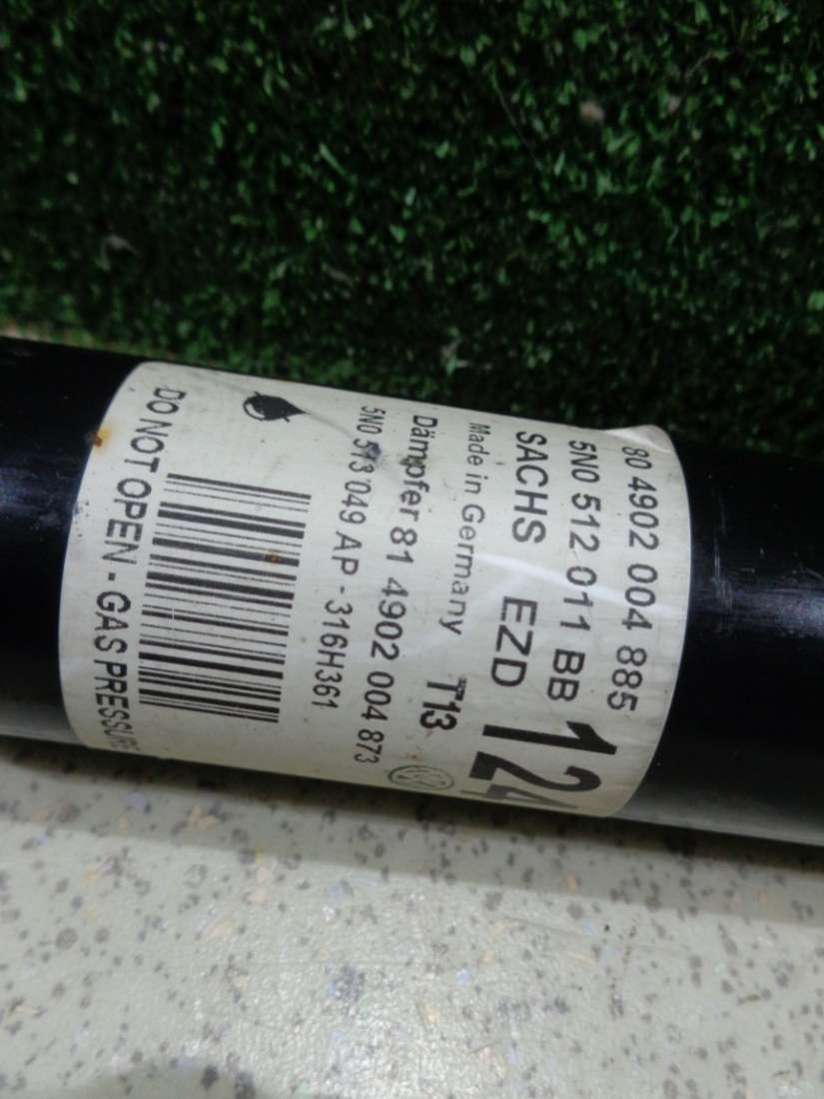 80 4902 004 885
5N0 512 011 BB
SACHS EZD
Made in Germany T13
Dämpfer 81 4902 004 873
5N0 513 049 AP - 316H361
DO NOT OPEN - GAS PRESSURE